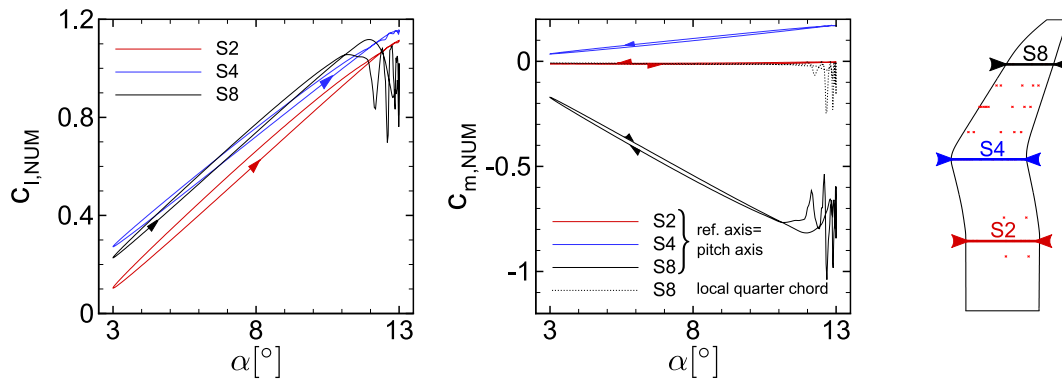 1.2
0.8
0.4
0
S2
S4
S8
3
8
13
C_l,NUM
α[°]
0
-0.5
-1
S2
S4
S8
S8
ref. axis=
pitch axis
local quarter chord
3
8
13
C_m,NUM
α[°]
S8
S4
S2